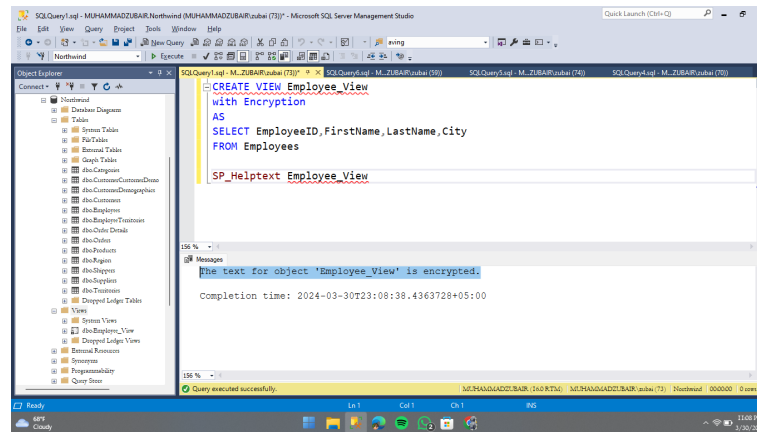 SQLQuery1.sql - MUHAMMADZUBAIR.Northwind (MUHAMMADZUBAIR\zubai (73))* - Microsoft SQL Server Management Studio
Quick Launch (Ctrl+Q)
File Edit View Query Project Tools Window Help
New Query
aving
Northwind
Execute
Object Explorer
SQLQuery1.sql - M...ZUBAIR\zubai (73))*
SQLQuery6.sql - M...ZUBAIR\zubai (59))
SQLQuery5.sql - M...ZUBAIR\zubai (74))
SQLQuery4.sql - M...ZUBAIR\zubai (70))
Connect
Northwind
Database Diagrams
Tables
System Tables
FileTables
External Tables
Graph Tables
dbo.Categories
dbo.CustomerCustomerDemo
dbo.CustomerDemographics
dbo.Customers
dbo.Employees
dbo.EmployeeTerritories
dbo.Order Details
dbo.Orders
dbo.Products
dbo.Region
dbo.Shippers
dbo.Suppliers
dbo.Territories
Dropped Ledger Tables
Views
System Views
dbo.Employee_View
Dropped Ledger Views
External Resources
Synonyms
Programmability
Query Store
CREATE VIEW Employee_View
with Encryption
AS
SELECT EmployeeID,FirstName,LastName,City
FROM Employees
SP_Helptext Employee_View
156 %
Messages
The text for object 'Employee_View' is encrypted.
Completion time: 2024-03-30T23:08:38.4363728+05:00
156 %
Query executed successfully.
MUHAMMADZUBAIR (16.0 RTM)
MUHAMMADZUBAIR\zubai (73)
Northwind
00:00:00
0 rows
Ready
Ln 1
Col 1
Ch 1
INS
68°F
Cloudy
11:08 P
3/30/20